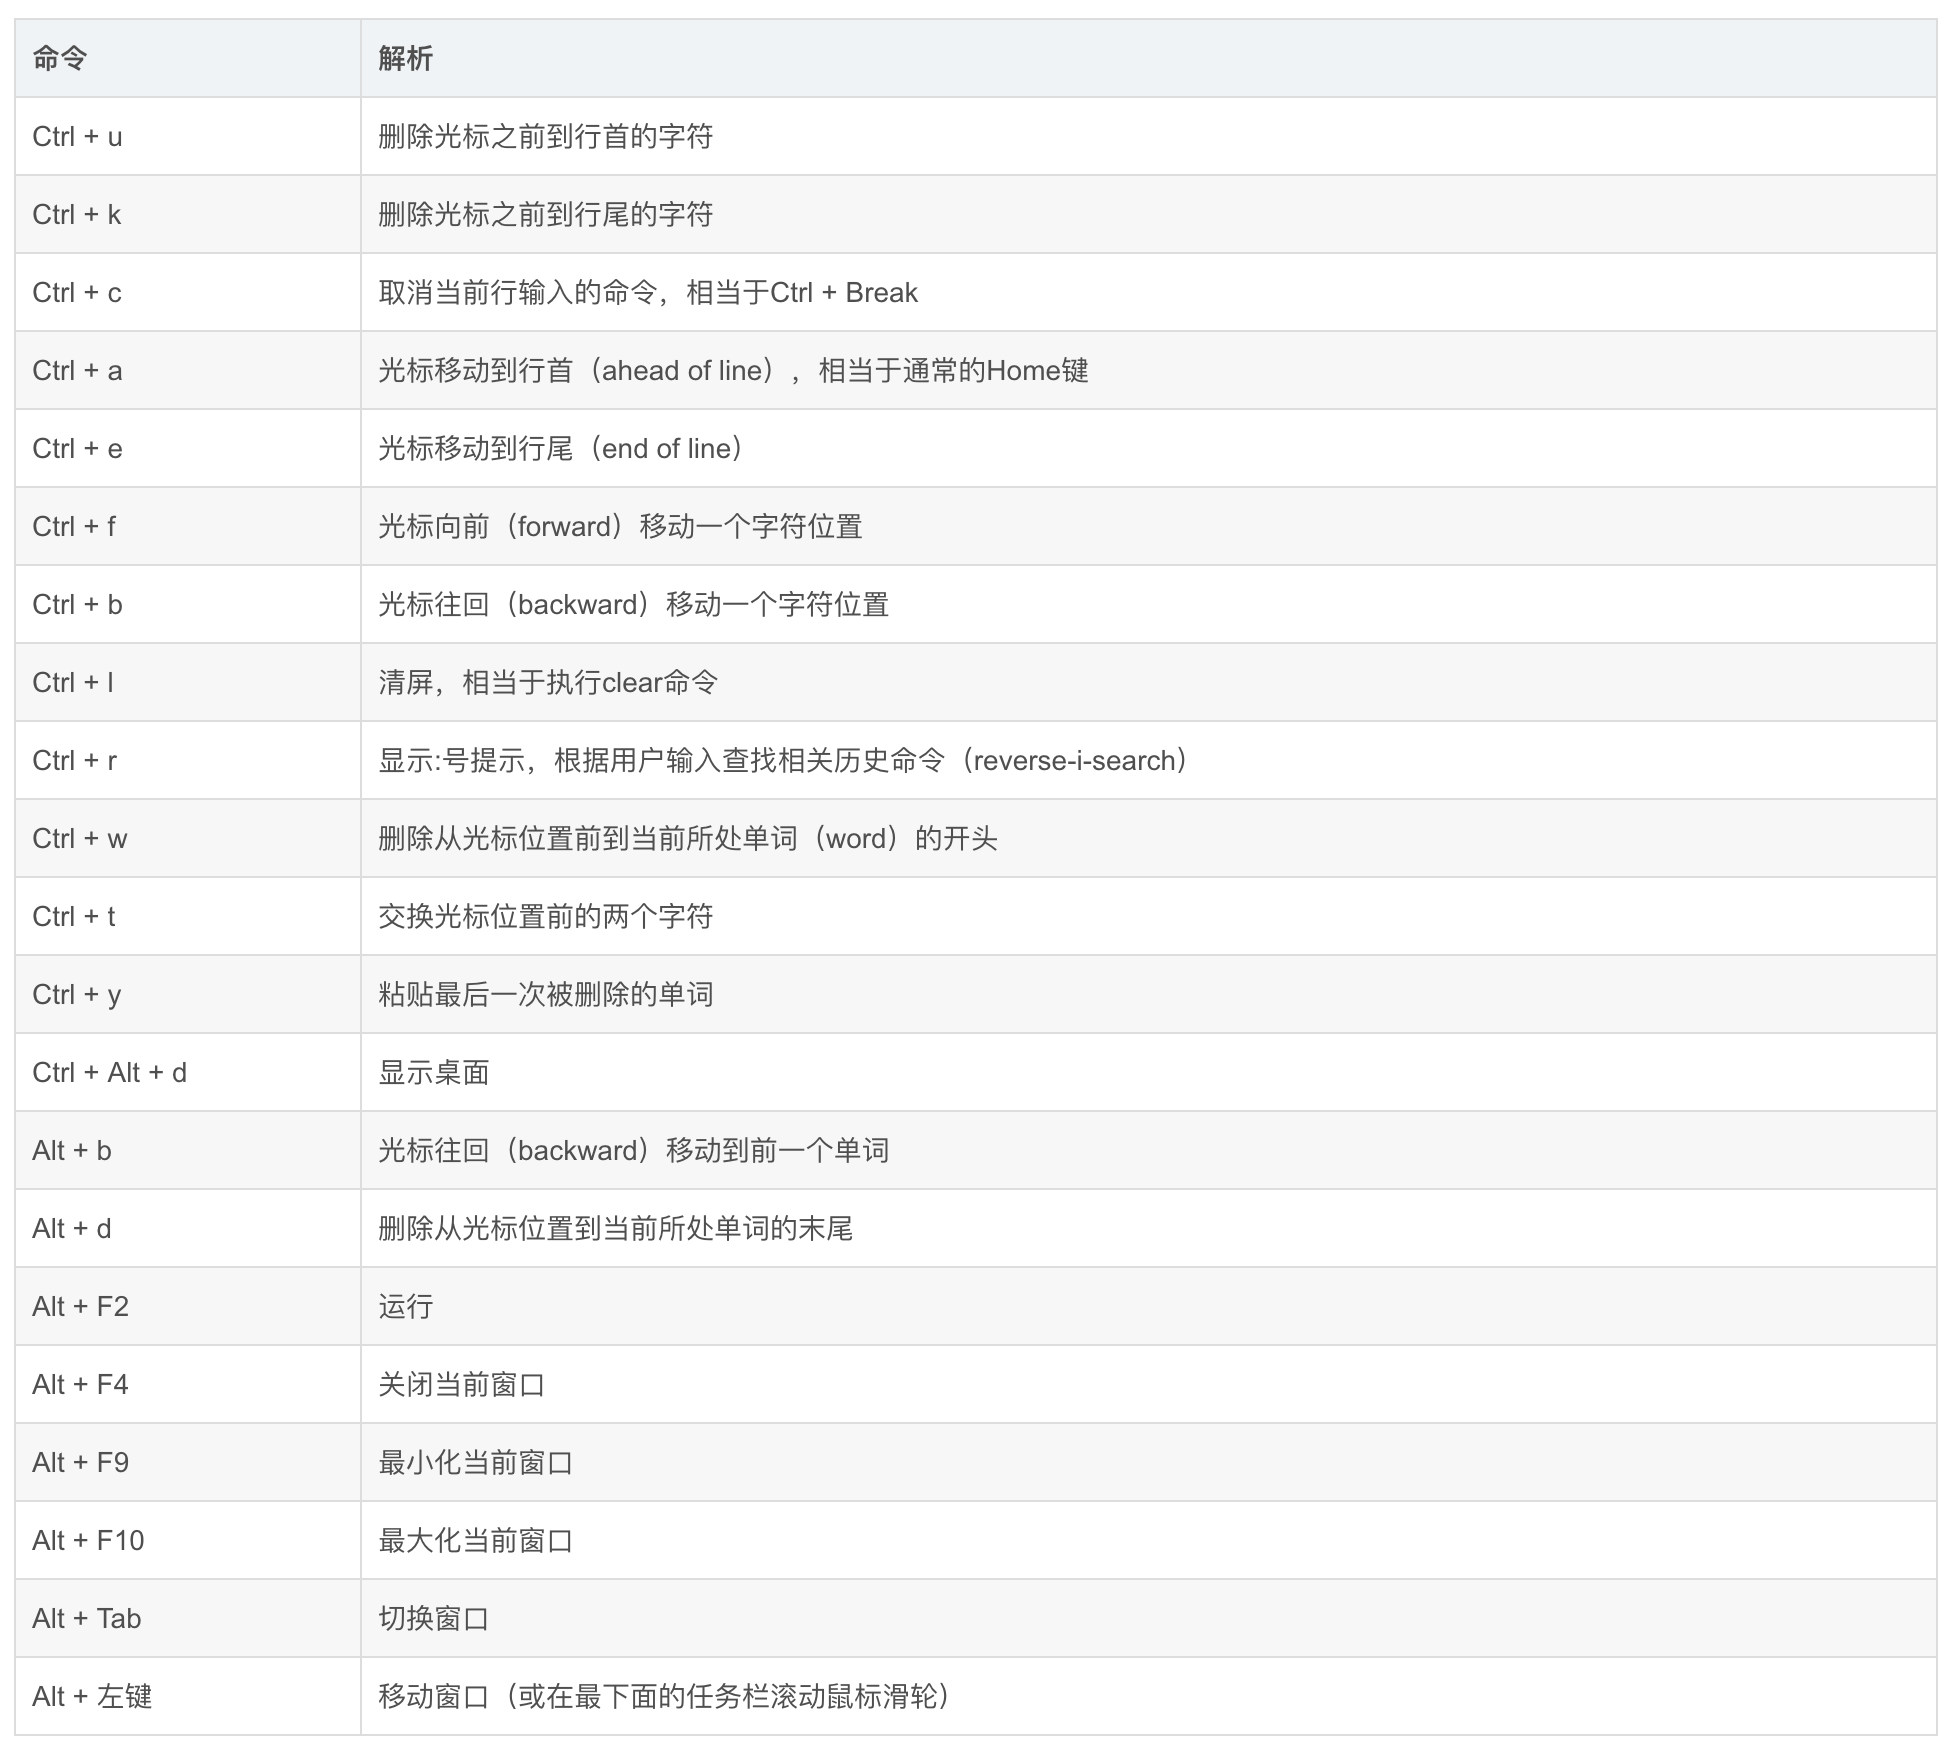 命令 解析
Ctrl + u 删除光标之前到行首的字符
Ctrl + k 删除光标之前到行尾的字符
Ctrl + c 取消当前行输入的命令，相当于Ctrl + Break
Ctrl + a 光标移动到行首（ahead of line），相当于通常的Home键
Ctrl + e 光标移动到行尾（end of line）
Ctrl + f 光标向前（forward）移动一个字符位置
Ctrl + b 光标往回（backward）移动一个字符位置
Ctrl + l 清屏，相当于执行clear命令
Ctrl + r 显示:号提示，根据用户输入查找相关历史命令（reverse-i-search）
Ctrl + w 删除从光标位置前到当前所处单词（word）的开头
Ctrl + t 交换光标位置前的两个字符
Ctrl + y 粘贴最后一次被删除的单词
Ctrl + Alt + d 显示桌面
Alt + b 光标往回（backward）移动到前一个单词
Alt + d 删除从光标位置到当前所处单词的末尾
Alt + F2 运行
Alt + F4 关闭当前窗口
Alt + F9 最小化当前窗口
Alt + F10 最大化当前窗口
Alt + Tab 切换窗口
Alt + 左键 移动窗口（或在最下面的任务栏滚动鼠标滑轮）